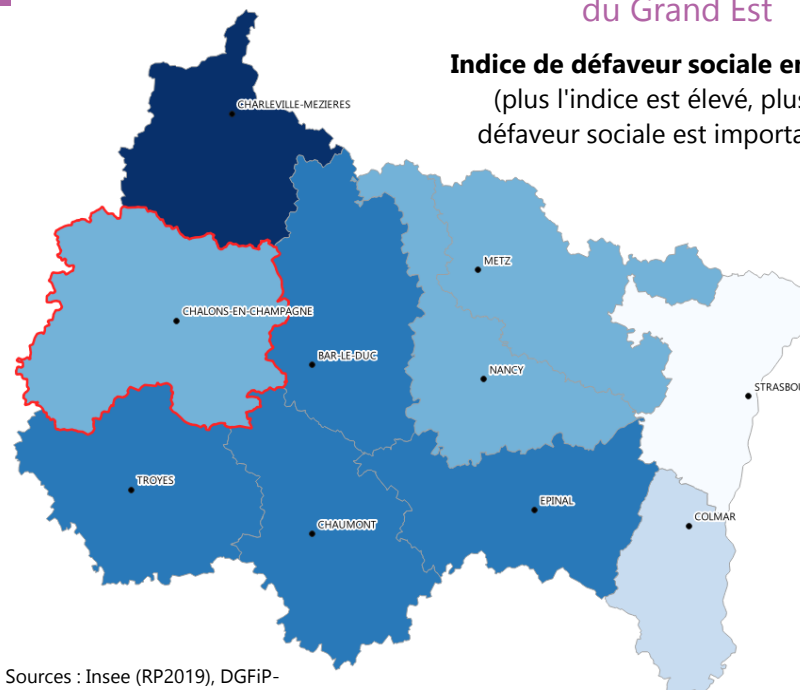 du Grand Est
Indice de défaveur sociale en
(plus l'indice est élevé, plus
défaveur sociale est importa
CHARLEVILLE-MEZIERES
METZ
CHALONS-EN-CHAMPAGNE
BAR-LE-DUC
NANCY
STRASBOU
TROYES
EPINAL
CHAUMONT
COLMAR
Sources : Insee (RP2019), DGFiP-